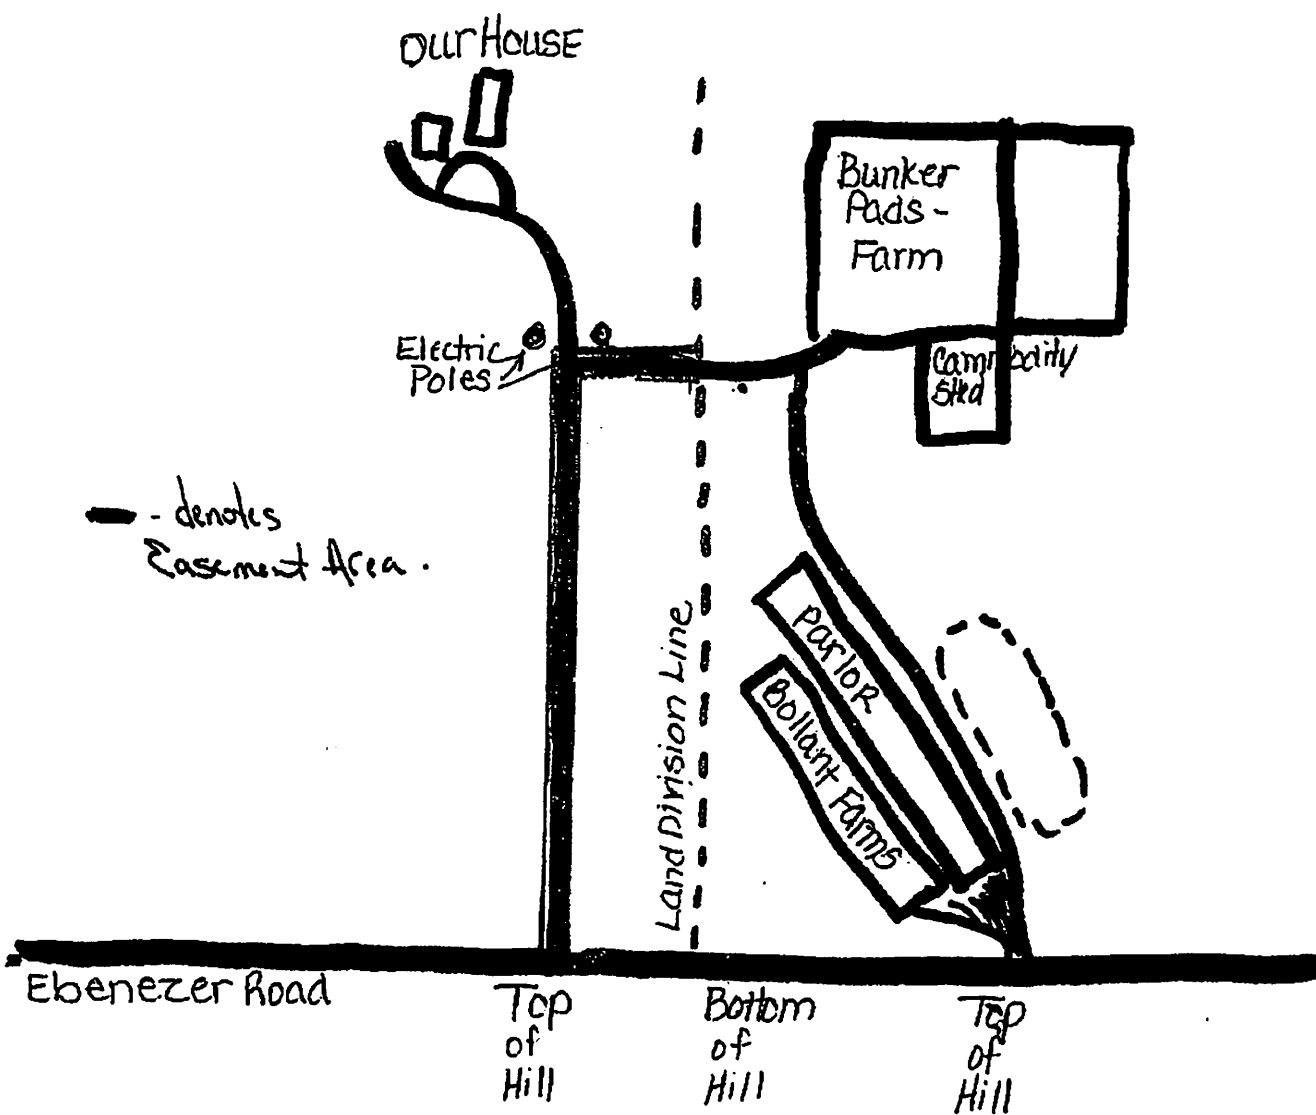 Our House
Bunker
Pads -
Farm
Electric
Poles
Commodity
Shed
- denotes
Easement Area.
Parlor
Bollant Farms
Land Division Line
Ebenezer Road
Top
of
Hill
Bottom
of
Hill
Top
of
Hill